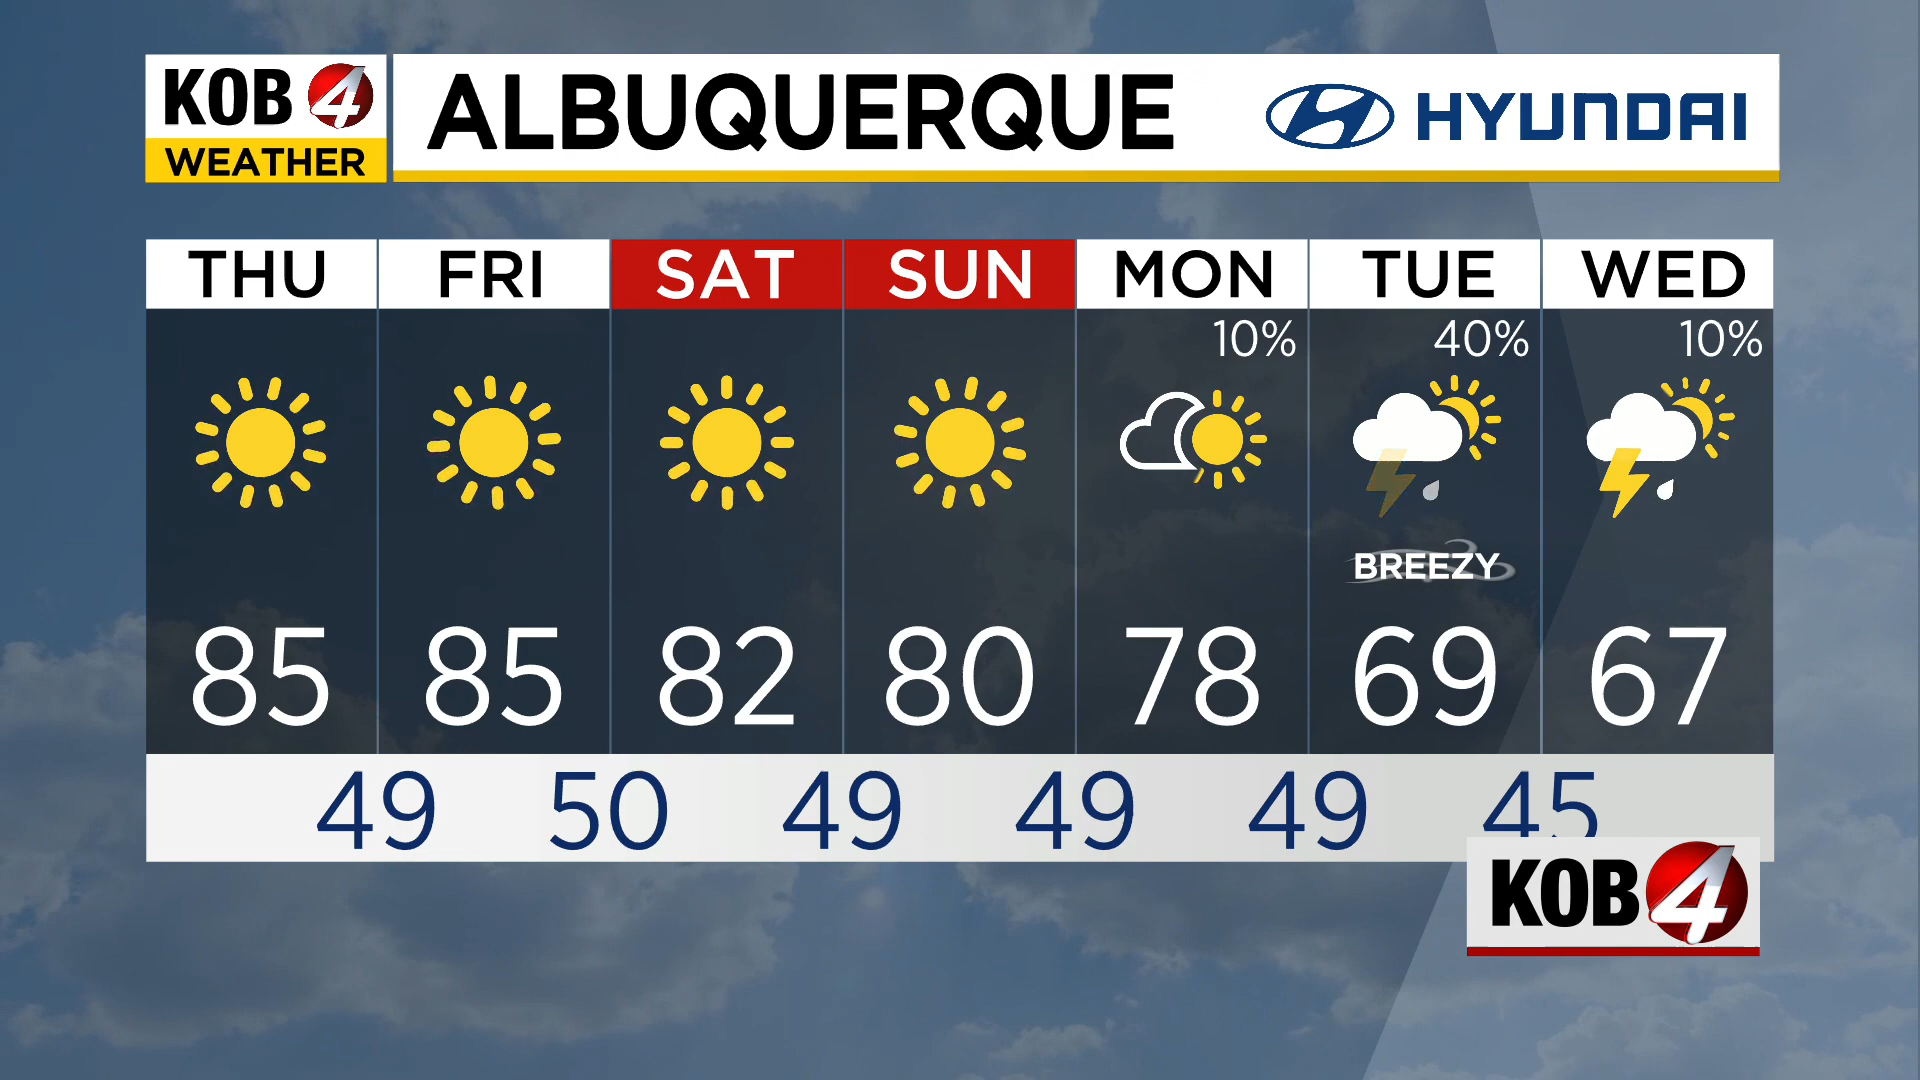 KOB 4
WEATHER
ALBUQUERQUE
HYUNDAI
THU FRI SAT SUN MON TUE WED
10% 40% 10%
BREEZY
85 85 82 80 78 69 67
49 50 49 49 49 45
KOB 4